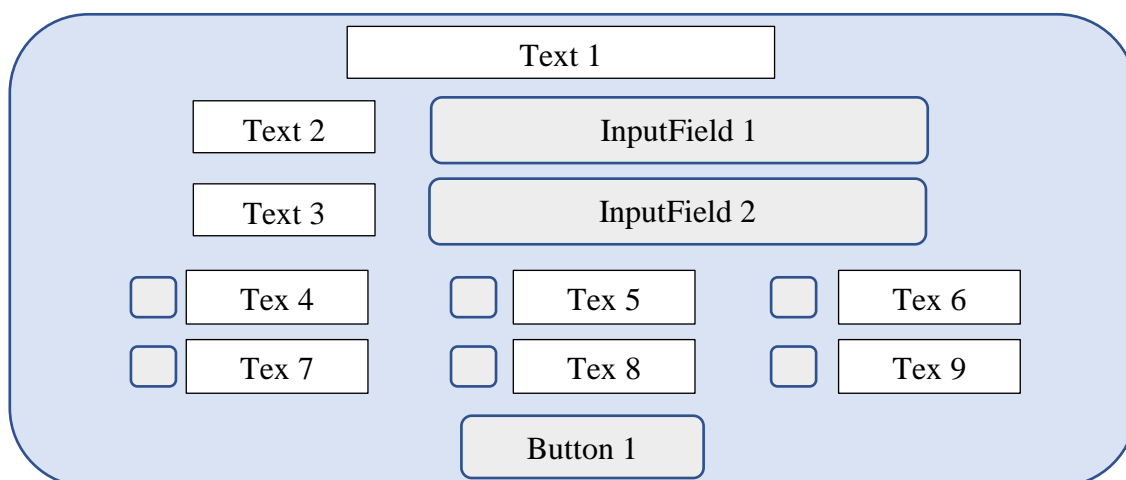 Text 1
Text 2 InputField 1
Text 3 InputField 2
Tex 4 Tex 5 Tex 6
Tex 7 Tex 8 Tex 9
Button 1